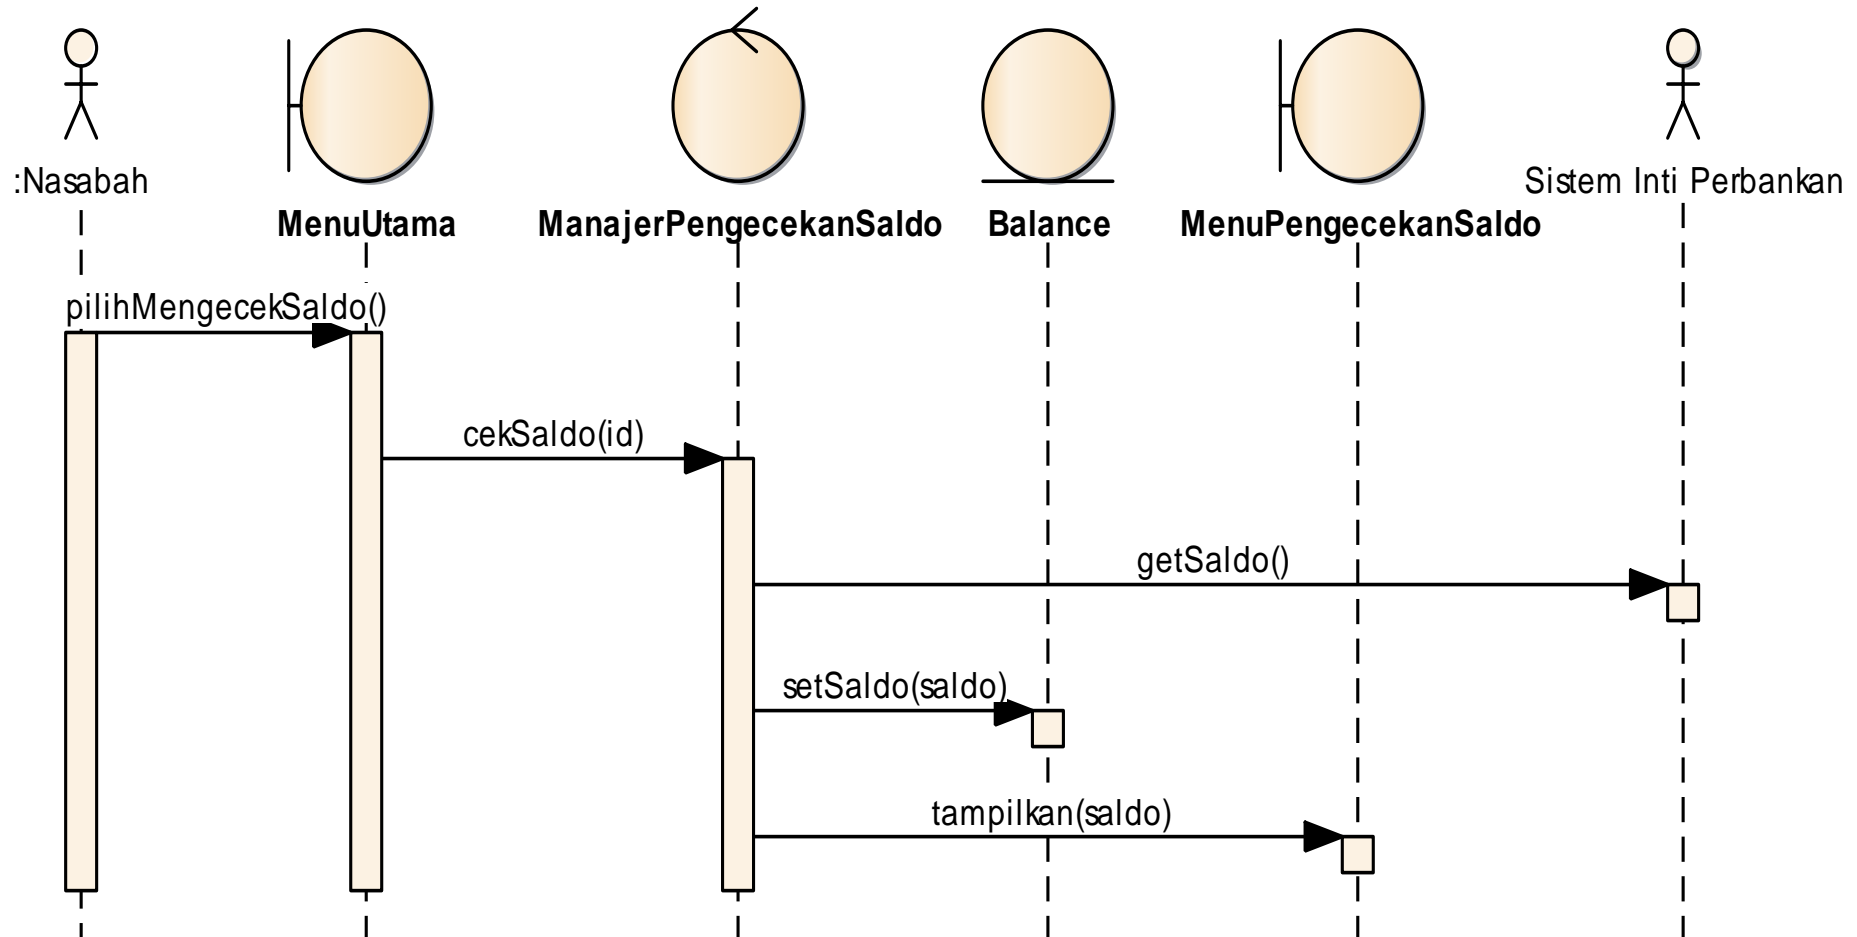 :Nasabah
Sistem Inti Perbankan
MenuUtama
ManajerPengecekanSaldo
Balance
MenuPengecekanSaldo
pilihMengecekSaldo()
cekSaldo(id)
getSaldo()
setSaldo(saldo)
tampilkan(saldo)